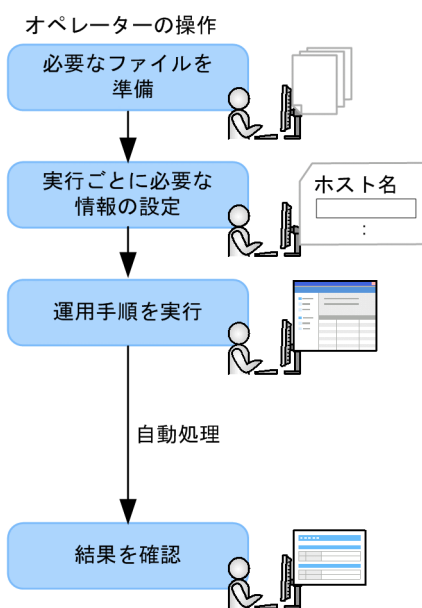 オペレーターの操作
必要なファイルを
準備
実行ごとに必要な
情報の設定
ホスト名
:
運用手順を実行
自動処理
結果を確認